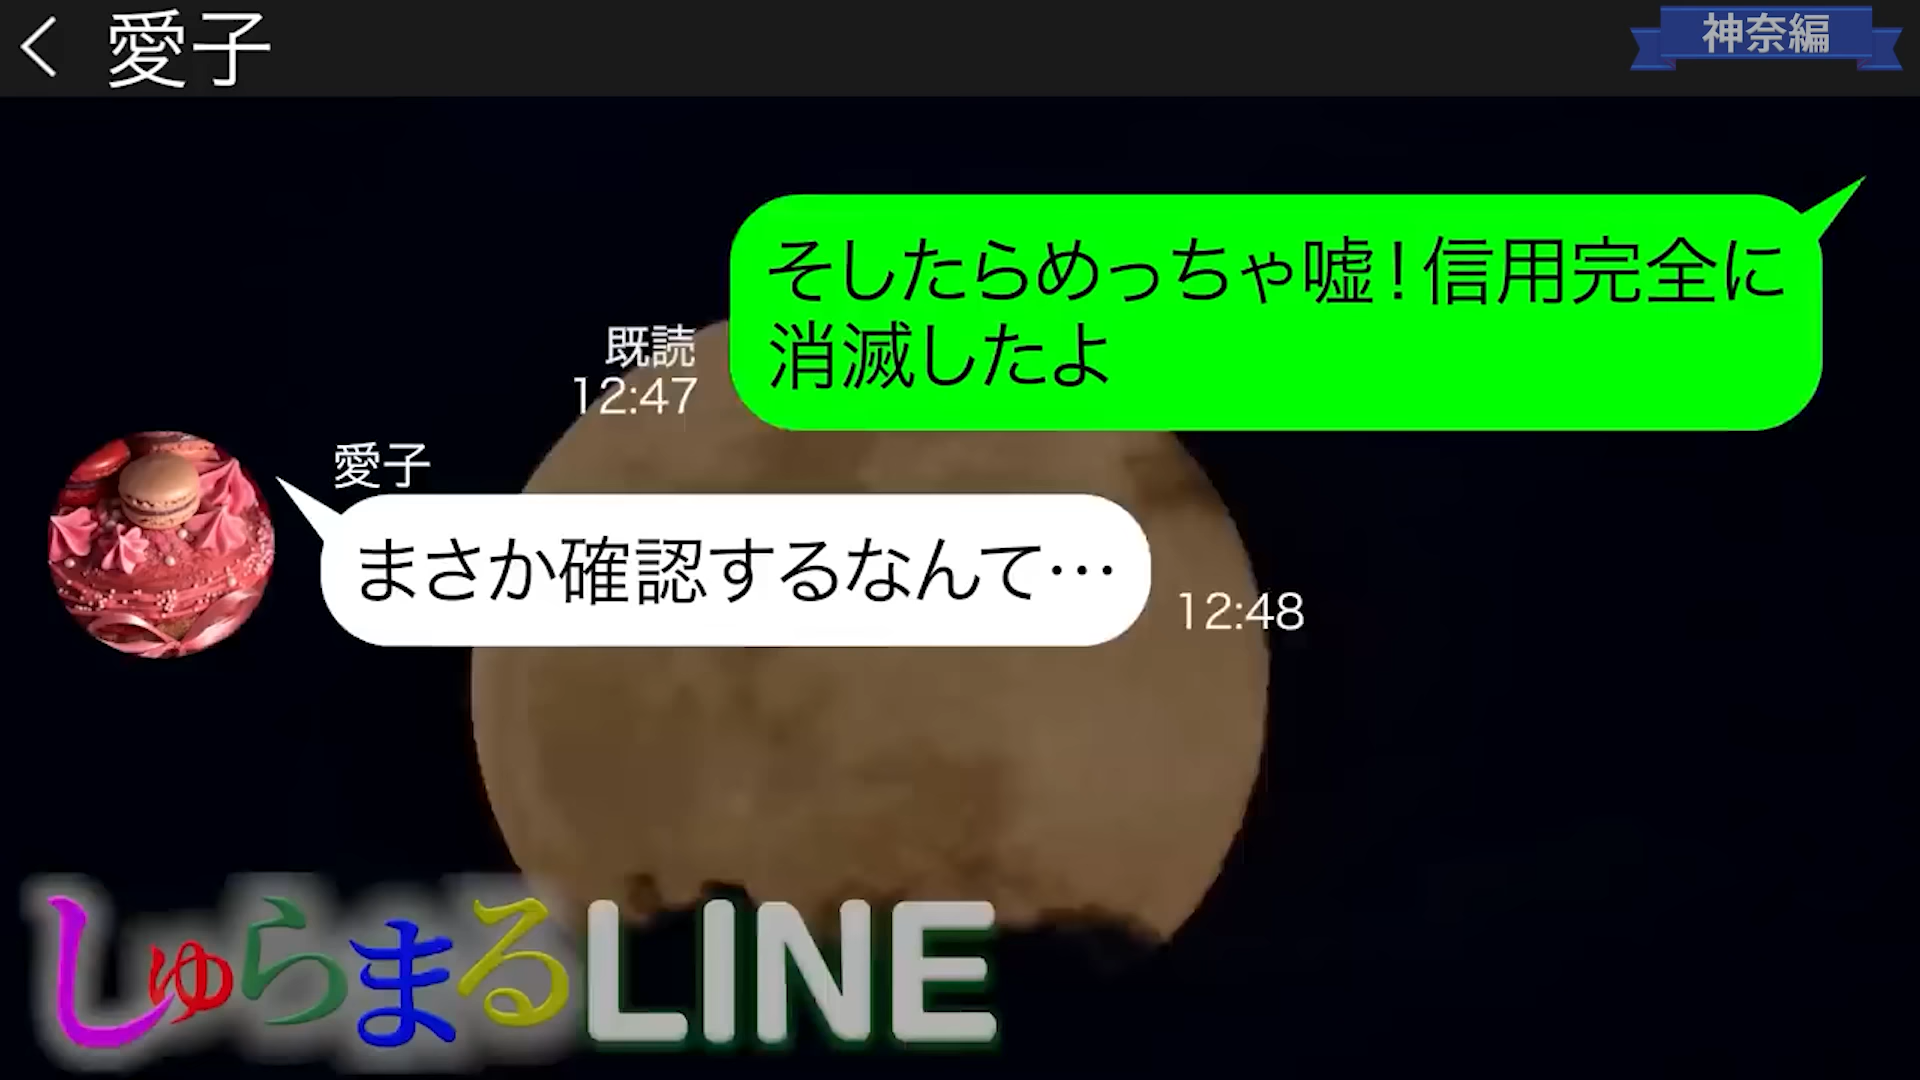 愛子
神奈編
そしたらめっちゃ嘘！信用完全に
消滅したよ
既読
12:47
愛子
まさか確認するなんて…
12:48
しゅらまるLINE